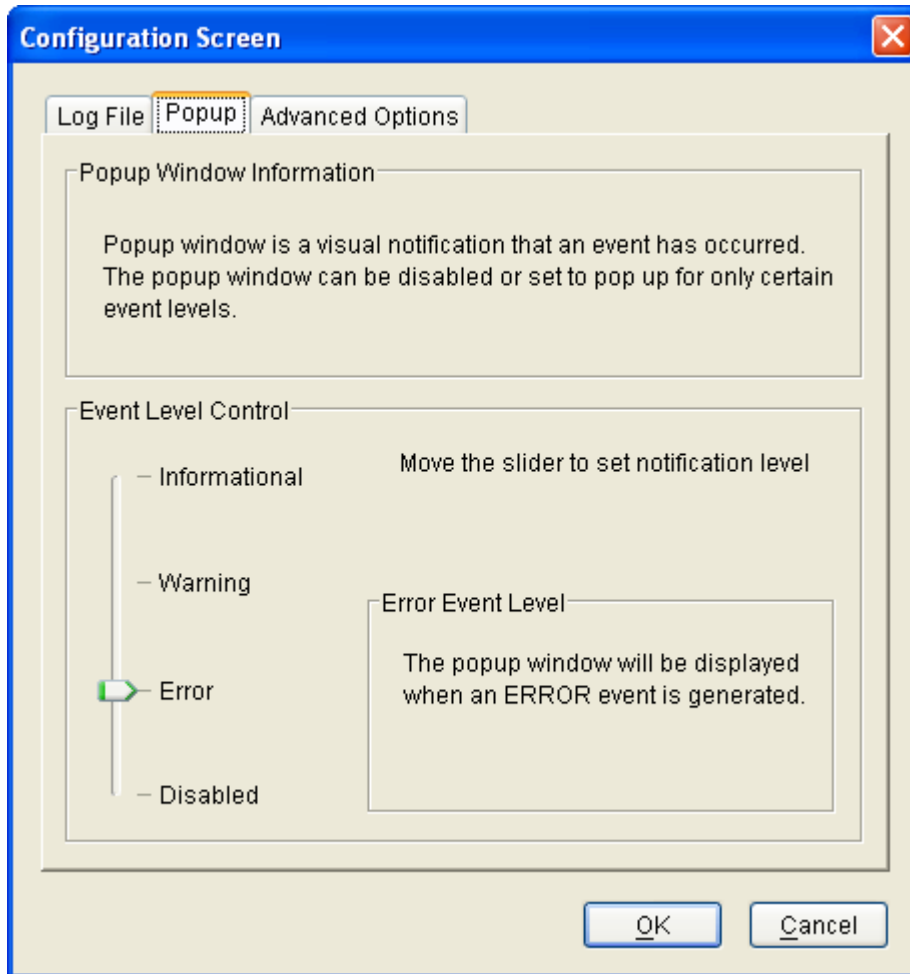 Configuration Screen
Log File
Popup
Advanced Options
Popup Window Information
Popup window is a visual notification that an event has occurred.
The popup window can be disabled or set to pop up for only certain
event levels.
Event Level Control
Move the slider to set notification level
Informational
Warning
Error
Disabled
Error Event Level
The popup window will be displayed
when an ERROR event is generated.
OK
Cancel